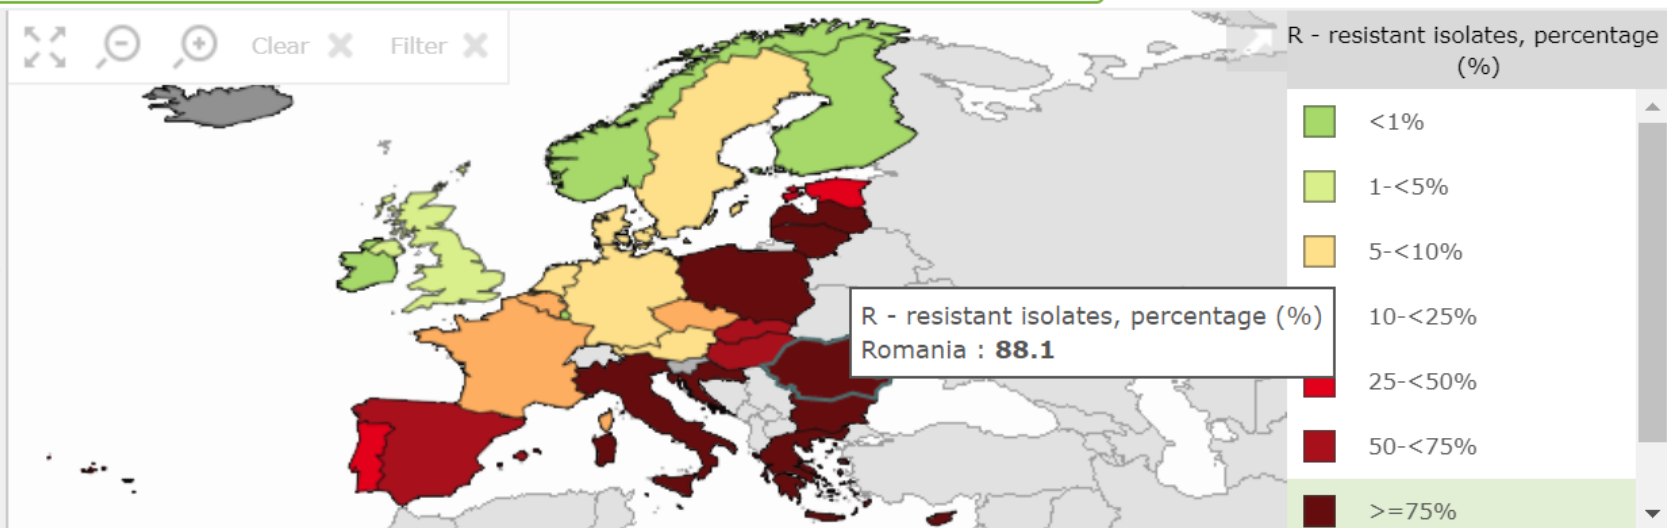 Clear
Filter
R - resistant isolates, percentage
(%)
<1%
1-<5%
5-<10%
10-<25%
25-<50%
50-<75%
>=75%
R - resistant isolates, percentage (%)
Romania : 88.1